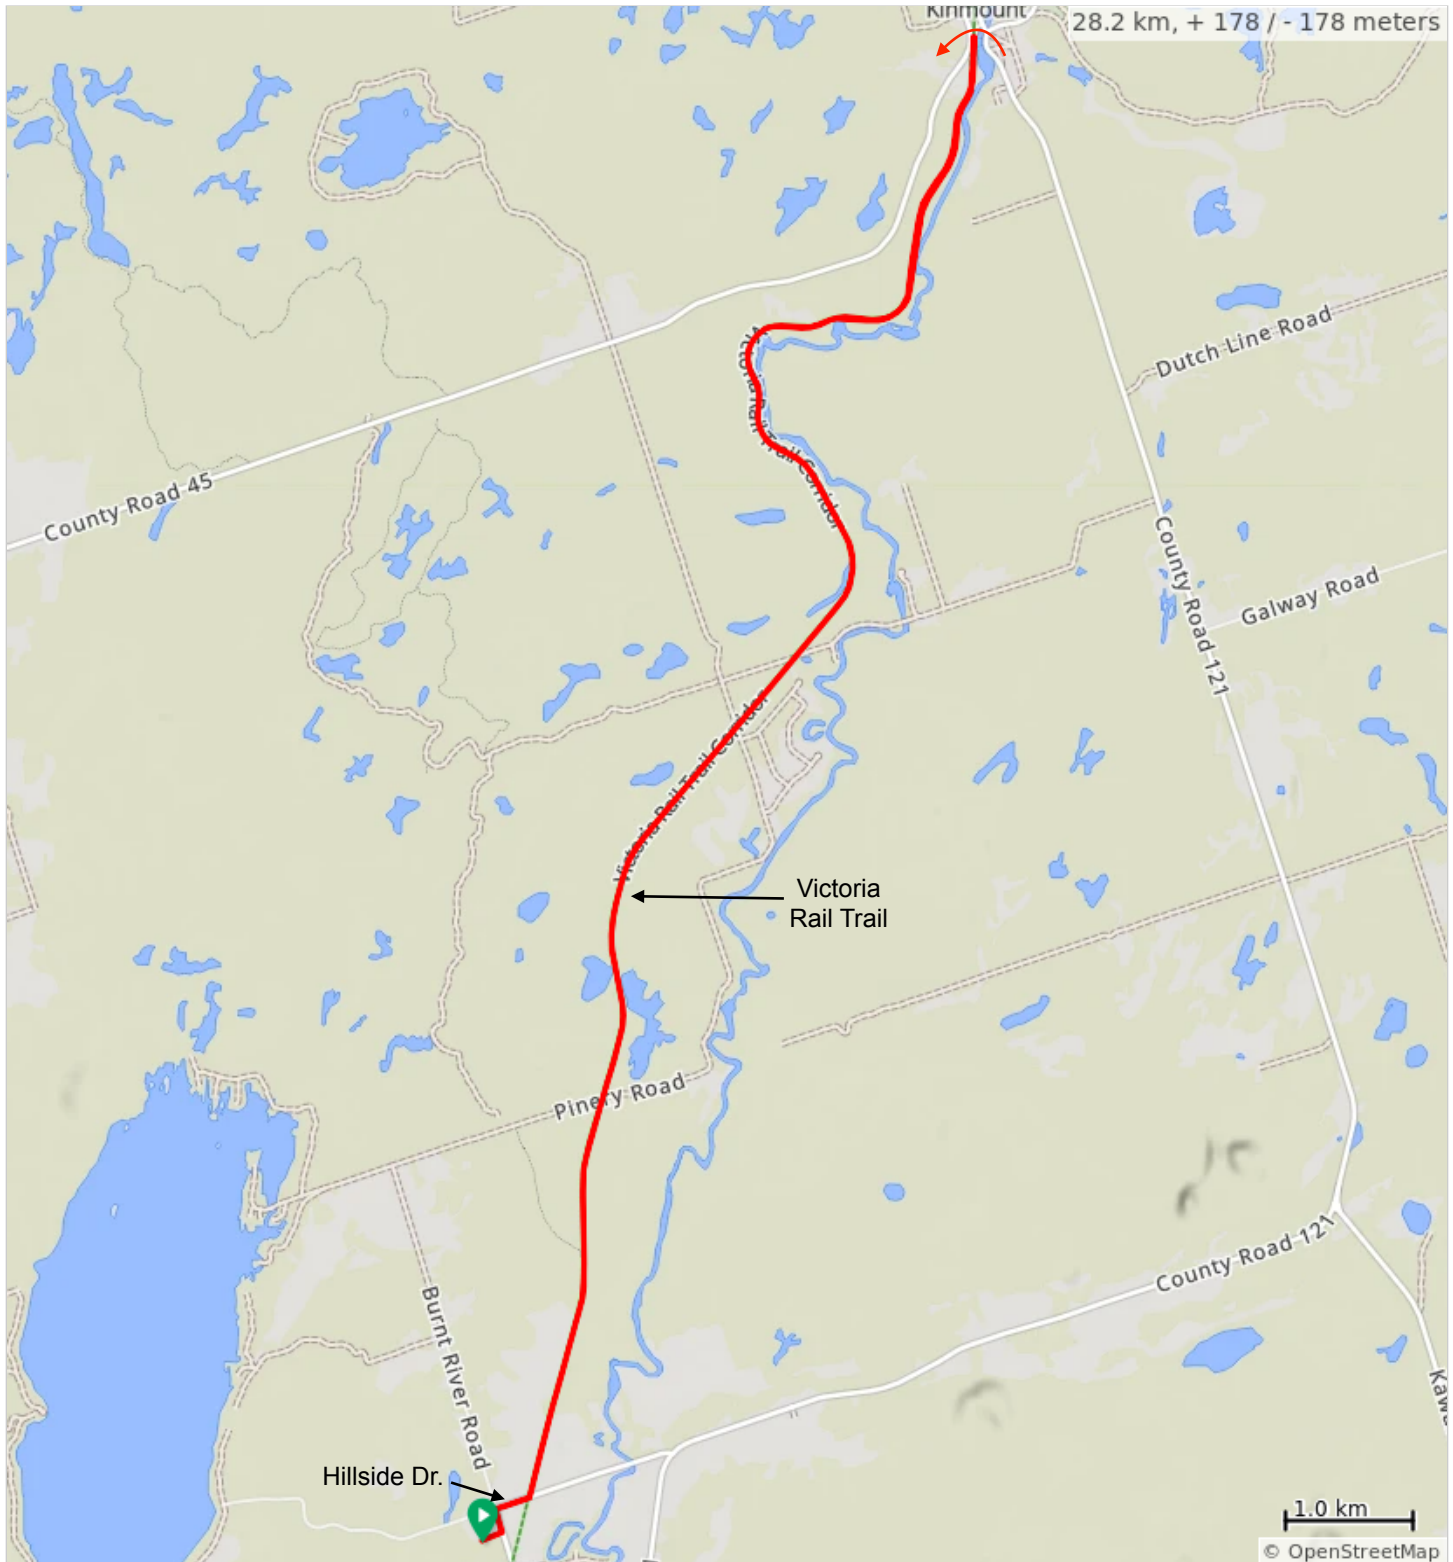 Kinmount
28.2 km, + 178 / - 178 meters
Dutch Line Road
Victoria Rail Trail Corridor
County Road 45
County Road 121
Galway Road
Victoria Rail Trail Corridor
Victoria
Rail Trail
Pinery Road
County Road 121
Burnt River Road
Hillside Dr.
1.0 km
© OpenStreetMap